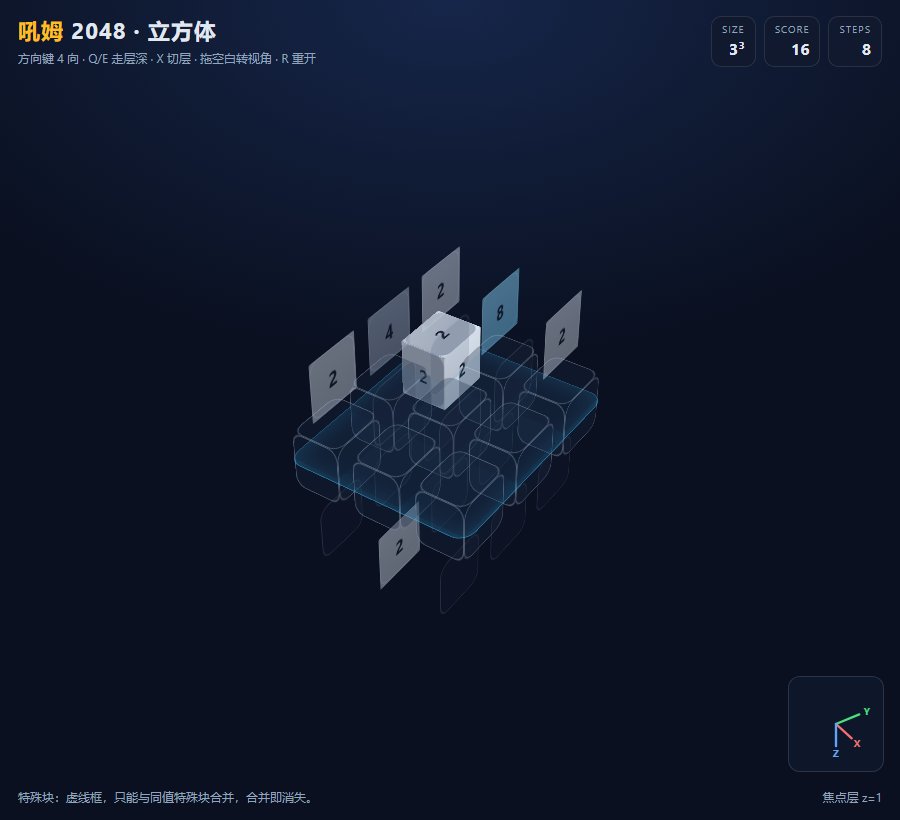 吼姆 2048 · 立方体
方向键 4 向 · Q/E 走层深 · X 切层 · 拖空白转视角 · R 重开
SIZE
3³
SCORE
16
STEPS
8
2
8
4
2
2
2
2
2
2
2
Y
X
Z
特殊块：虚线框，只能与同值特殊块合并，合并即消失。
焦点层 z=1